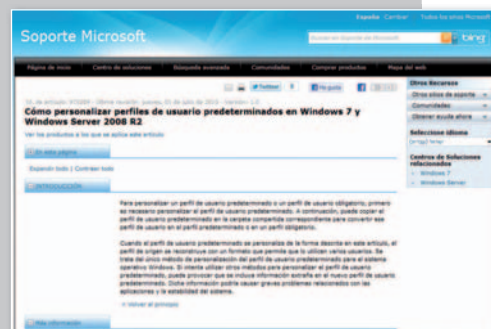 España Cambiar Todos los sitios Microsoft
Soporte Microsoft
bing
Página de inicio Centro de soluciones Búsqueda avanzada Comunidades Comprar productos Mapa del web
Cómo personalizar perfiles de usuario predeterminados en Windows 7 y
Windows Server 2008 R2
Ver los productos a los que se aplica este artículo
En esta página
Expandir todo | Contraer todo
INTRODUCCIÓN
Para personalizar un perfil de usuario predeterminado o un perfil de usuario obligatorio, primero
es necesario personalizar el perfil de usuario predeterminado. A continuación, puede copiar el
perfil de usuario predeterminado en la carpeta compartida correspondiente para convertir ese
perfil de usuario en el perfil predeterminado o en un perfil obligatorio.
Cuando el perfil de usuario predeterminado se personaliza de la forma descrita en este artículo, el
perfil de origen se reconstruye con un formato que permite que lo utilicen varios usuarios. Se
trata del único método de personalización del perfil de usuario predeterminado para el sistema
operativo Windows. Si intenta utilizar otros métodos para personalizar el perfil de usuario
predeterminado, puede provocar que se incluya información extraña en el nuevo perfil de usuario
predeterminado. Dicha información podría causar graves problemas relacionados con las
aplicaciones y la estabilidad del sistema.
Volver al principio
Más información
Otros Recursos
Otros sitios de soporte
Comunidades
Obtener ayuda ahora
Seleccione idioma
Centros de Soluciones
relacionados
Windows 7
Windows Server